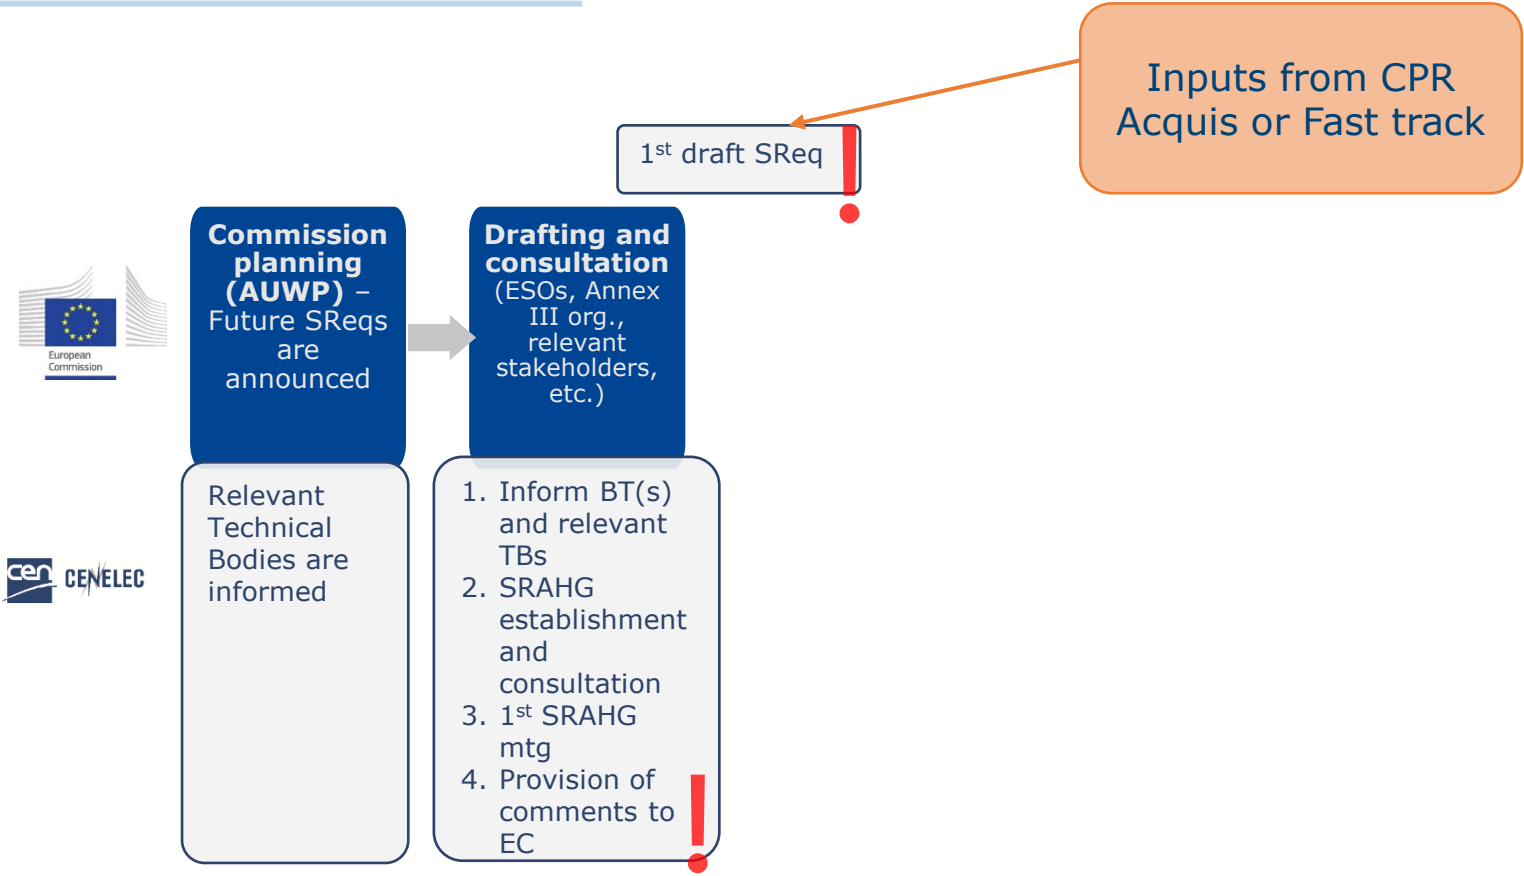 Inputs from CPR
Acquis or Fast track
1st draft SReq
Commission
planning
(AUWP) –
Future SReqs
are
announced
Drafting and
consultation
(ESOs, Annex
III org.,
relevant
stakeholders,
etc.)
European
Commission
Relevant
Technical
Bodies are
informed
1. Inform BT(s)
and relevant
TBs
2. SRAHG
establishment
and
consultation
3. 1st SRAHG
mtg
4. Provision of
comments to
EC
cen CENELEC